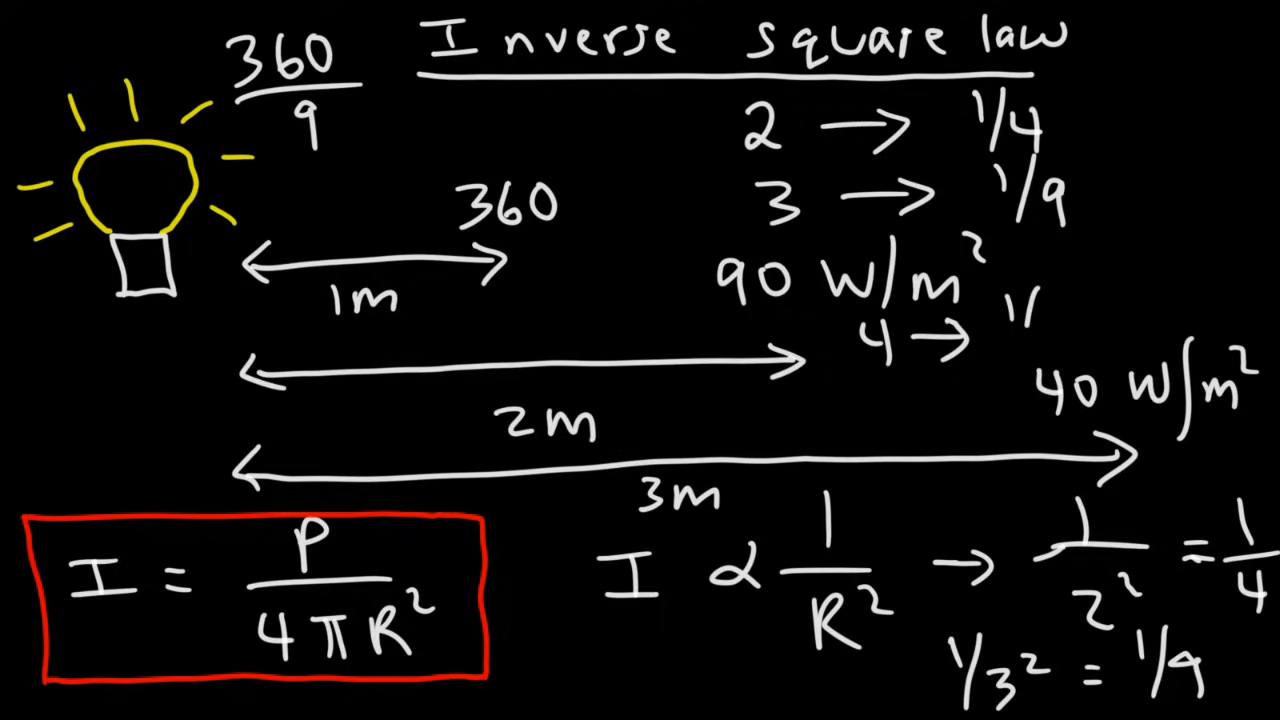 Inverse square law
360/9
2 → 1/4
360
3 → 1/9
1m
90 W/m²
4 → 1/
40 W/m²
2m
3m
I = P/4πR²
I ∝ 1/R² → 1/2² = 1/4
1/3² = 1/9